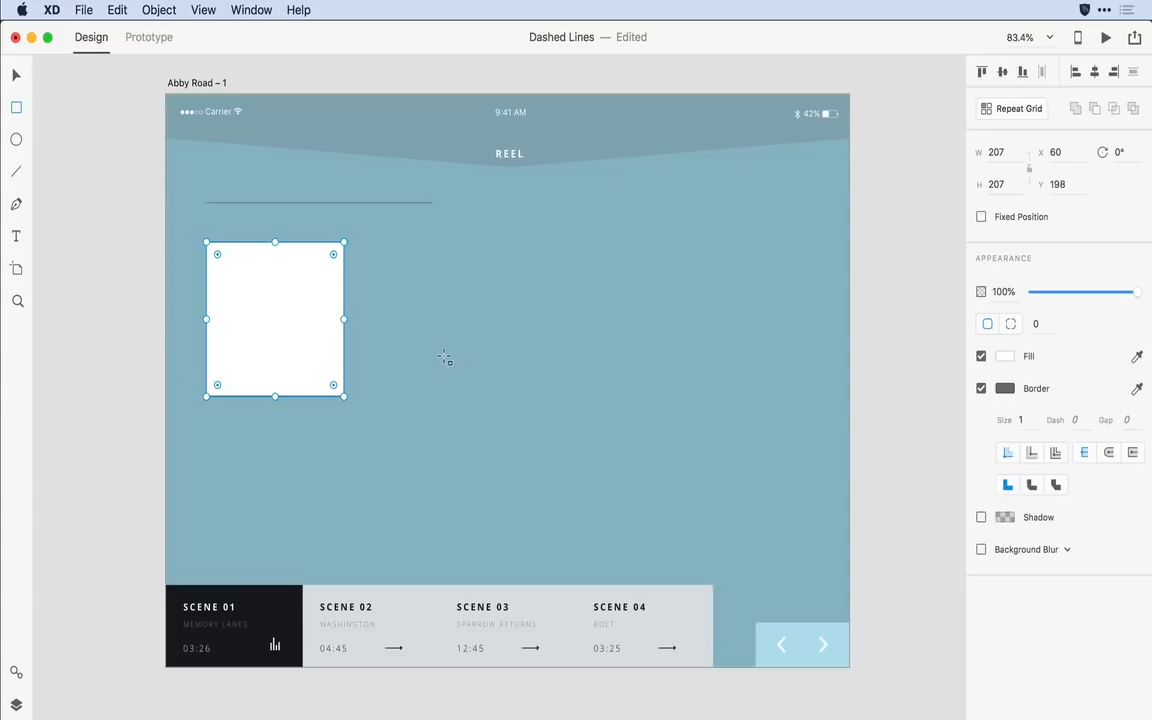 XD File Edit Object View Window Help
Design Prototype
Dashed Lines — Edited
83.4%
Abby Road – 1
Carrier
9:41 AM
42%
REEL
Repeat Grid
W 207 X 60 0°
H 207 Y 198
Fixed Position
APPEARANCE
100%
0
Fill
Border
Size 1 Dash 0 Gap 0
Shadow
Background Blur
SCENE 01
MEMORY LANES
03:26
SCENE 02
WASHINGTON
04:45
SCENE 03
SPARROW RETURNS
12:45
SCENE 04
BOLT
03:25